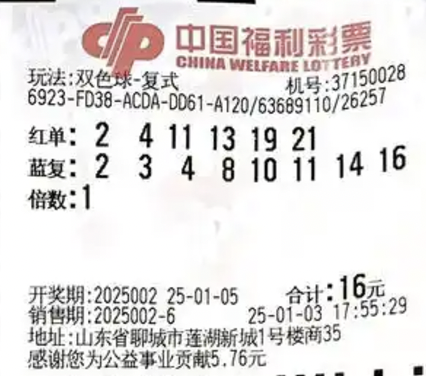 中国福利彩票
CHINA WELFARE LOTTERY
玩法:双色球-复式 机号:37150028
6923-FD38-ACDA-DD61-A120/63689110/26257
红单: 2 4 11 13 19 21
蓝复: 2 3 4 8 10 11 14 16
倍数:1
开奖期:2025002 25-01-05 合计:16元
销售期:2025002-6 25-01-03 17:55:29
地址:山东省聊城市莲湖新城1号楼商35
感谢您为公益事业贡献5.76元